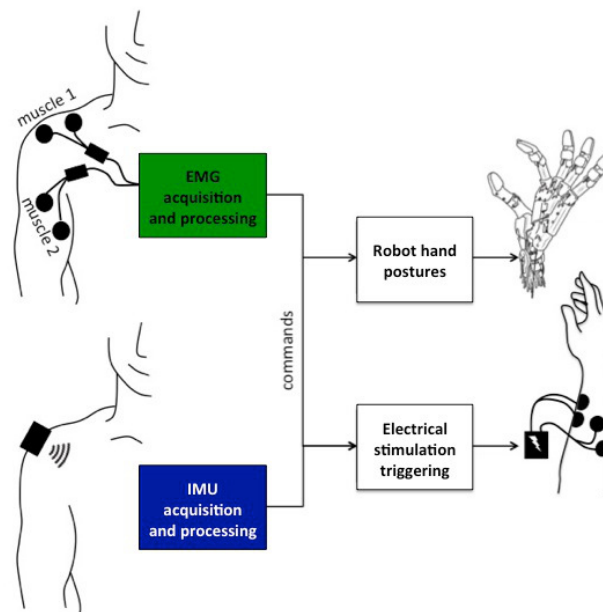 muscle 1
muscle 2
EMG
acquisition
and processing
Robot hand
postures
commands
Electrical
stimulation
triggering
IMU
acquisition
and processing